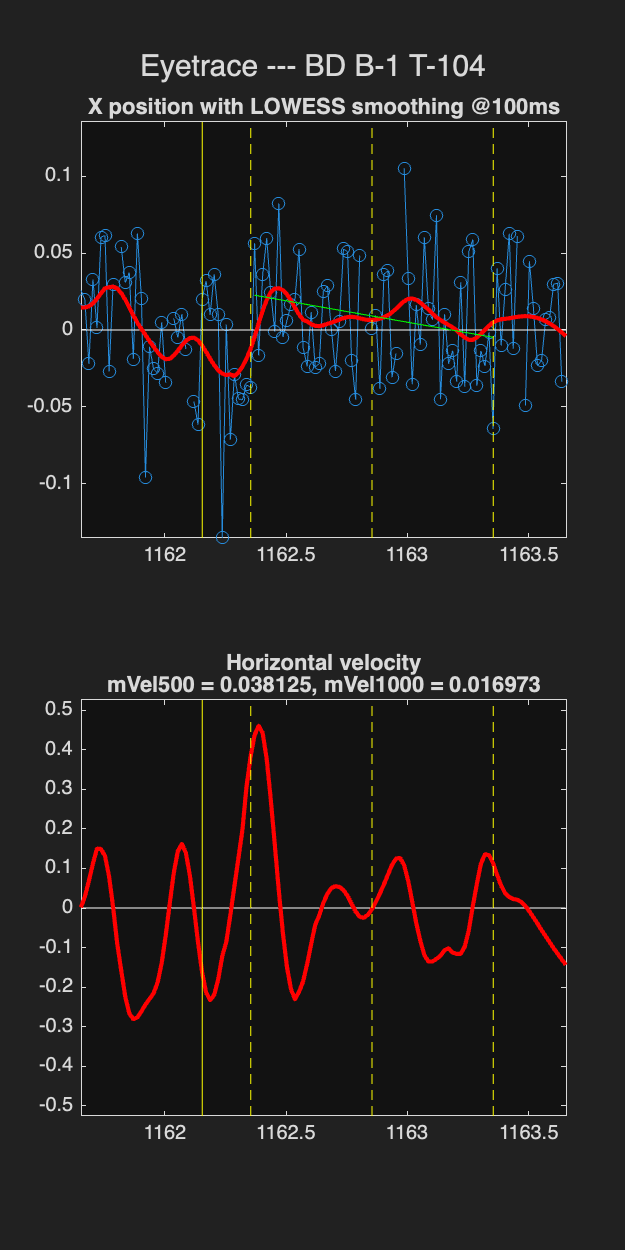 Eyetrace --- BD B-1 T-104
X position with LOWESS smoothing @100ms
0.1
0.05
0
-0.05
-0.1
1162 1162.5 1163 1163.5
Horizontal velocity
mVel500 = 0.038125, mVel1000 = 0.016973
0.5
0.4
0.3
0.2
0.1
0
-0.1
-0.2
-0.3
-0.4
-0.5
1162 1162.5 1163 1163.5